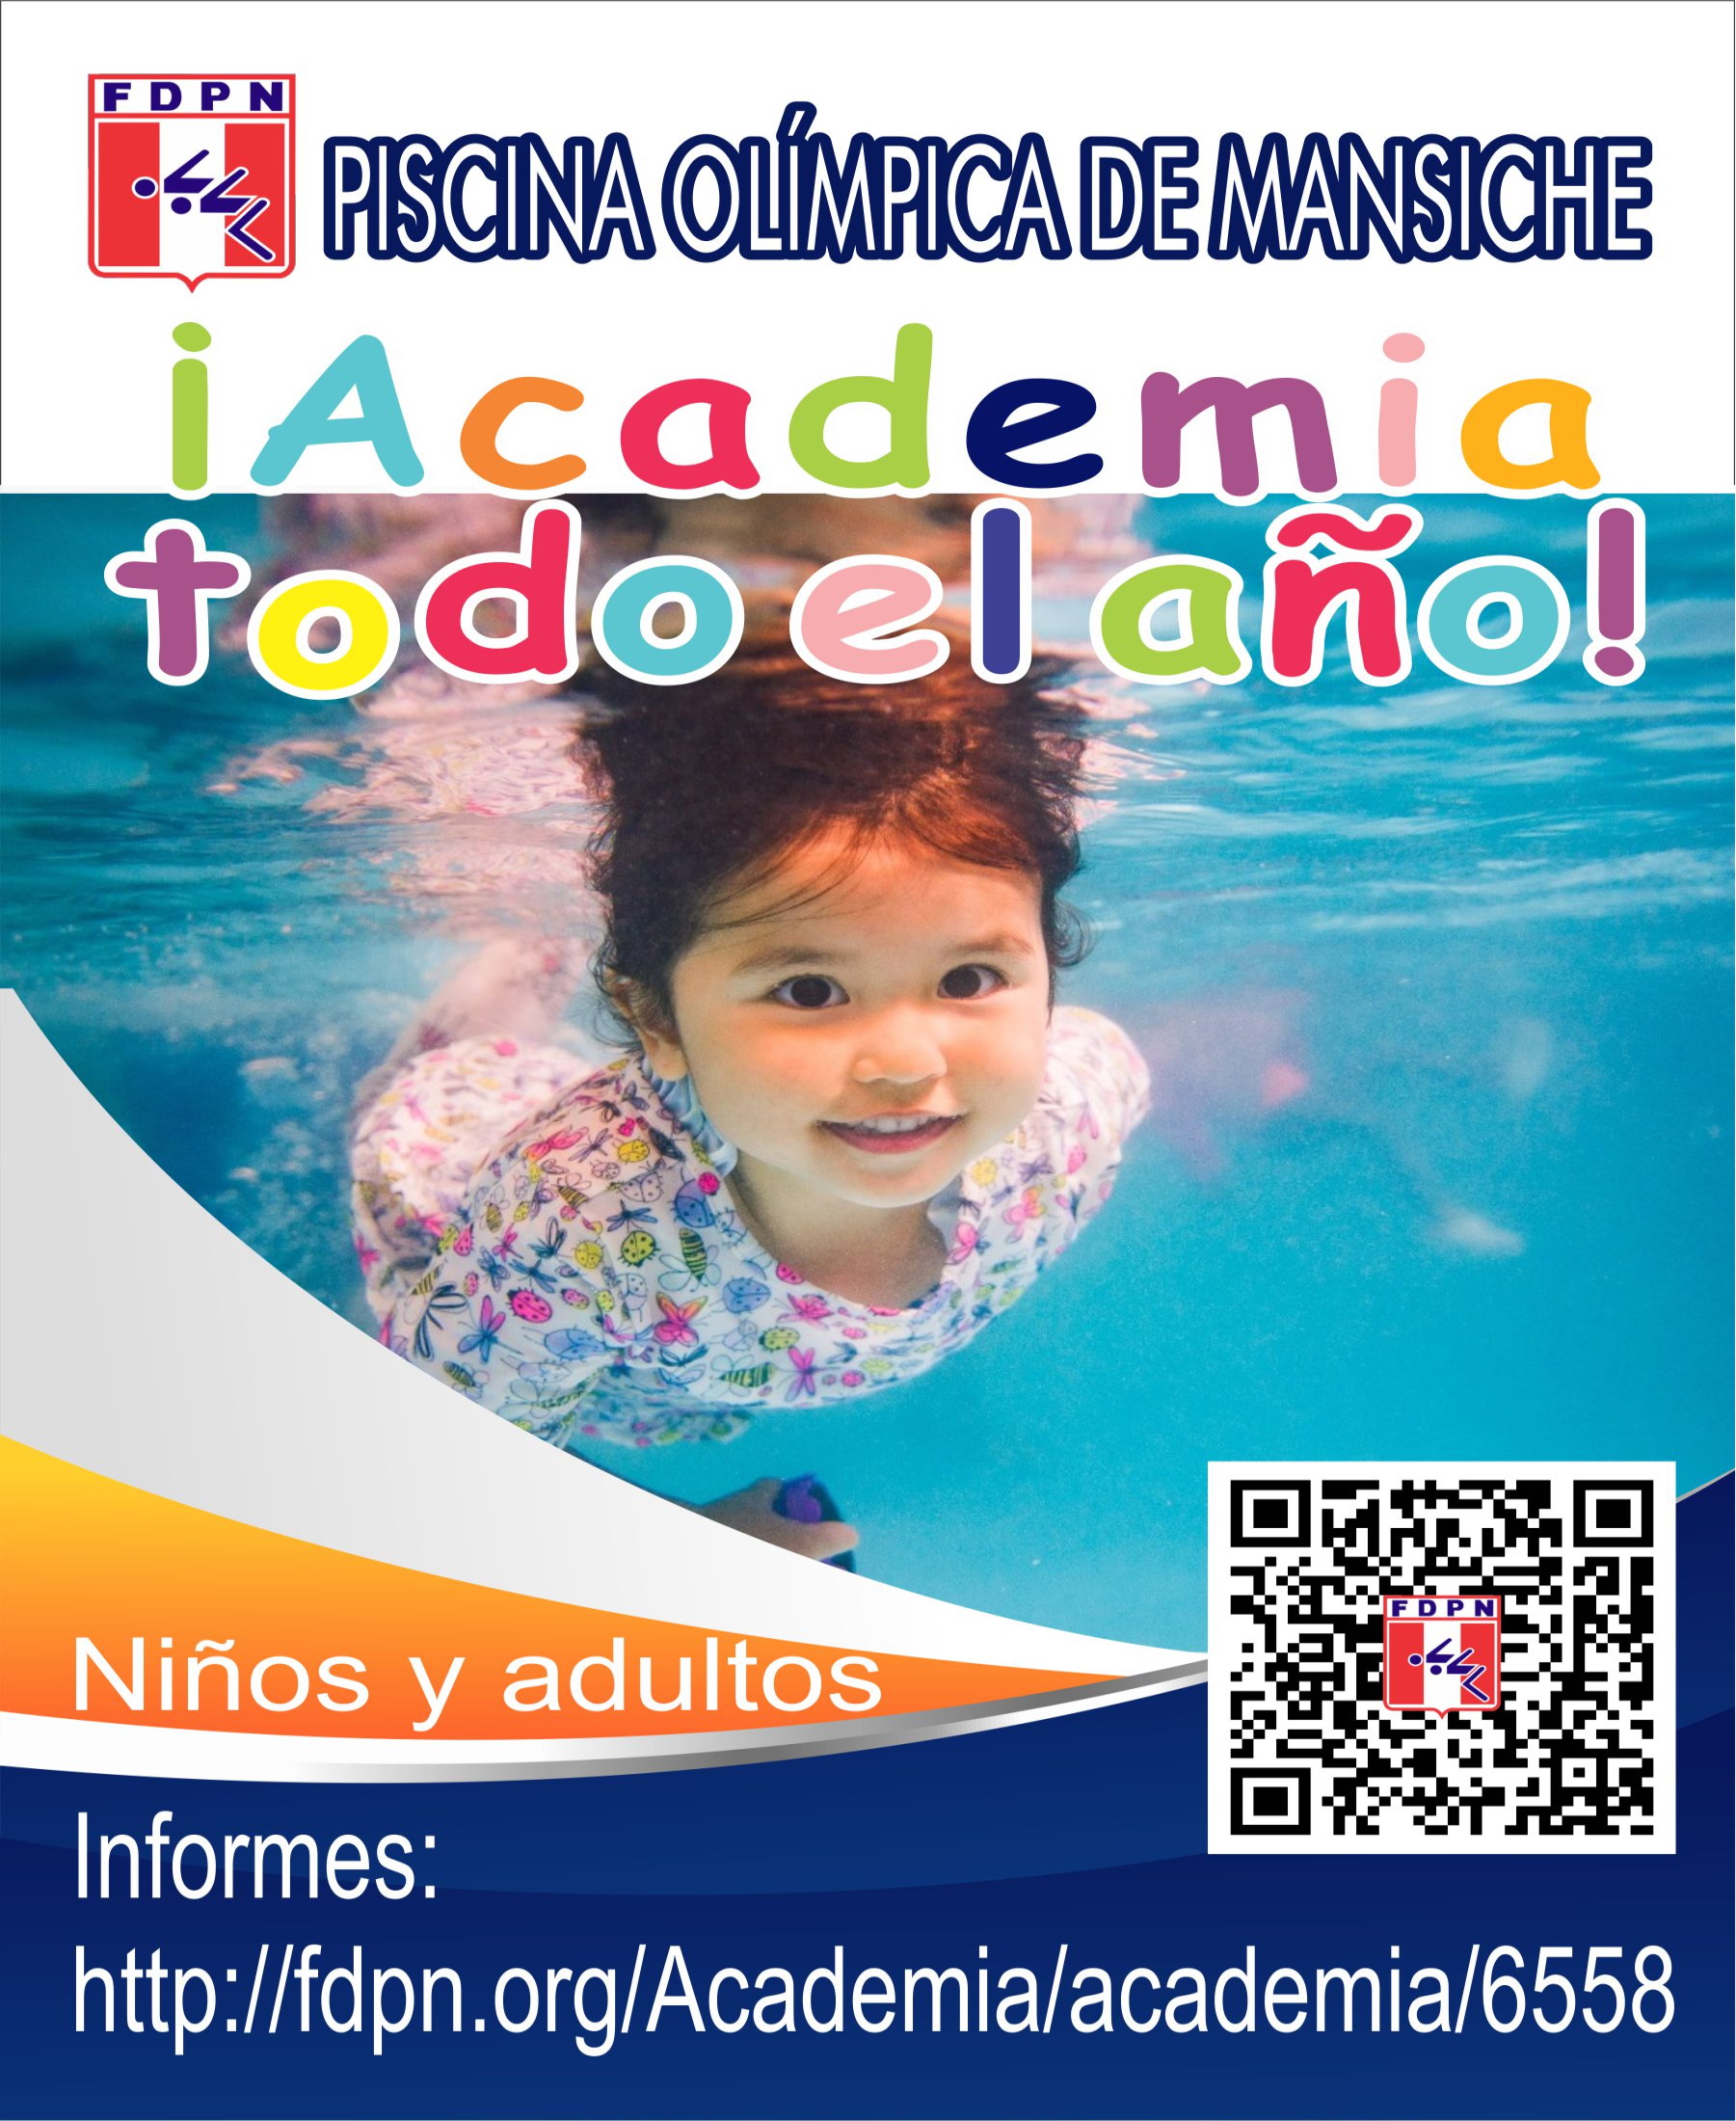 FDPN
PISCINA OLÍMPICA DE MANSICHE
¡Academia
todo el año!
FDPN
Niños y adultos
Informes:
http://fdpn.org/Academia/academia/6558